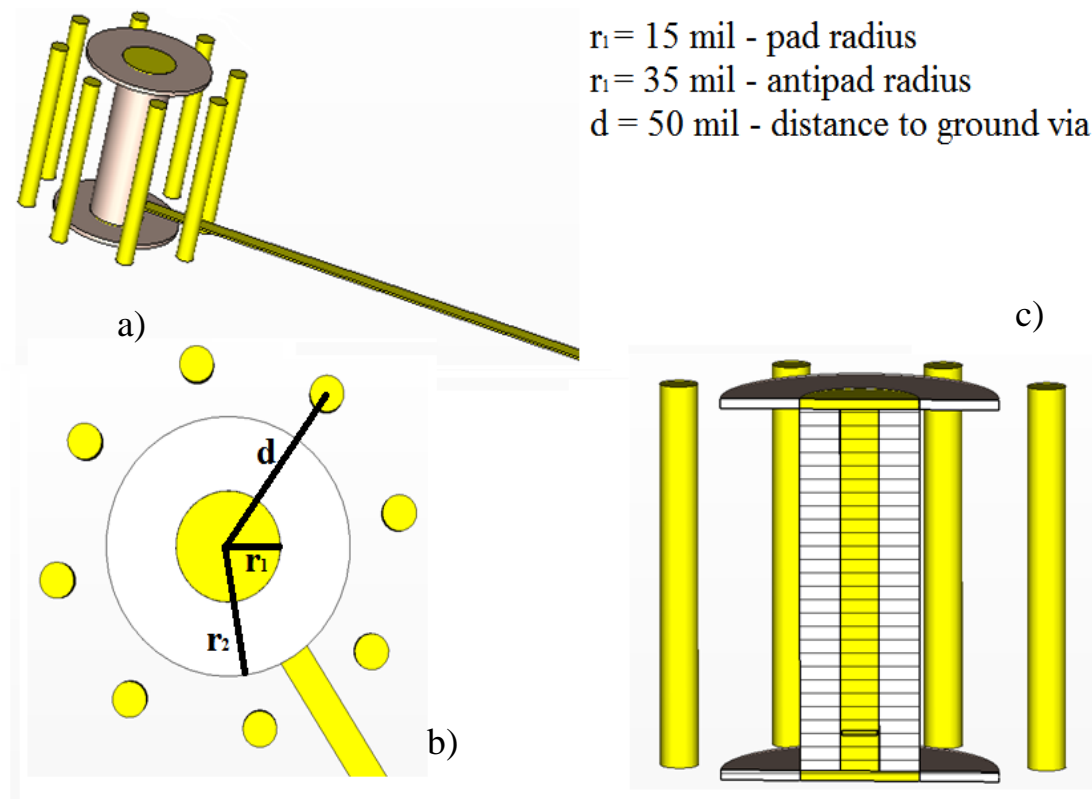 r₁ = 15 mil - pad radius
r₁ = 35 mil - antipad radius
d = 50 mil - distance to ground via
a)
c)
d
r₁
r₂
b)